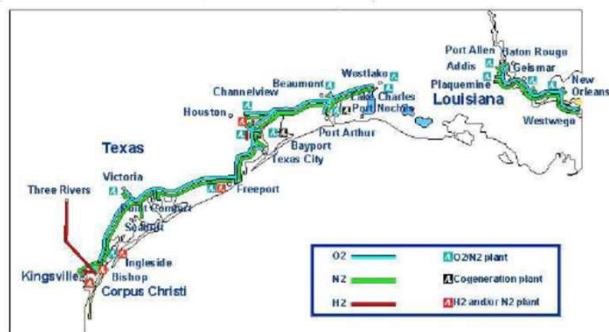 Port Allen
Baton Rouge
Addis
Geismar
Plaquemine
New
Orleans
Louisiana
Westwego
Westlake
Beaumont
Channelview
Lake Charles
Port Neches
Houston
Port Arthur
Bayport
Texas City
Texas
Victoria
Freeport
Three Rivers
Point Comfort
Seadrift
Ingleside
Kingsville
Bishop
Corpus Christi
O2
O2/N2 plant
N2
Cogeneration plant
H2
H2 and/or N2 plant